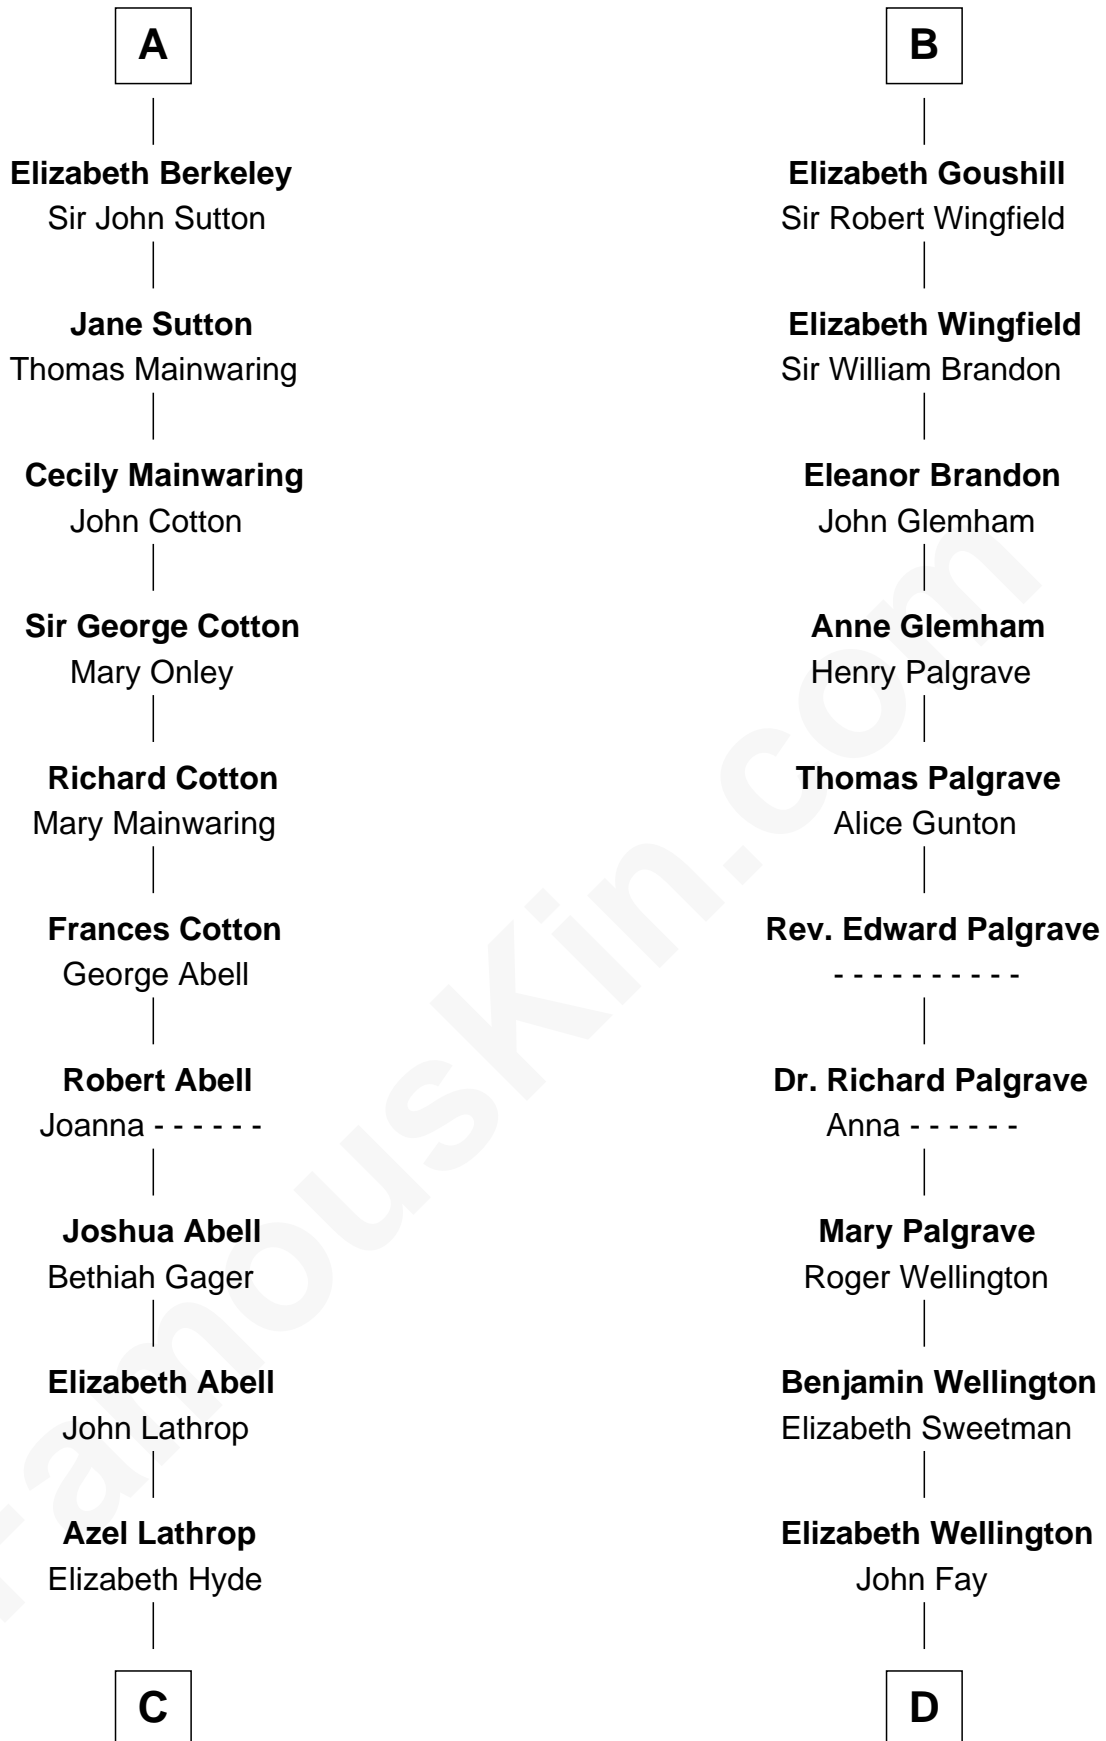 A
Elizabeth Berkeley
Sir John Sutton
Jane Sutton
Thomas Mainwaring
Cecily Mainwaring
John Cotton
Sir George Cotton
Mary Onley
Richard Cotton
Mary Mainwaring
Frances Cotton
George Abell
Robert Abell
Joanna - - - - - -
Joshua Abell
Bethiah Gager
Elizabeth Abell
John Lathrop
Azel Lathrop
Elizabeth Hyde
C
B
Elizabeth Goushill
Sir Robert Wingfield
Elizabeth Wingfield
Sir William Brandon
Eleanor Brandon
John Glemham
Anne Glemham
Henry Palgrave
Thomas Palgrave
Alice Gunton
Rev. Edward Palgrave
- - - - - - - - - -
Dr. Richard Palgrave
Anna - - - - - -
Mary Palgrave
Roger Wellington
Benjamin Wellington
Elizabeth Sweetman
Elizabeth Wellington
John Fay
D
FamousKin.com